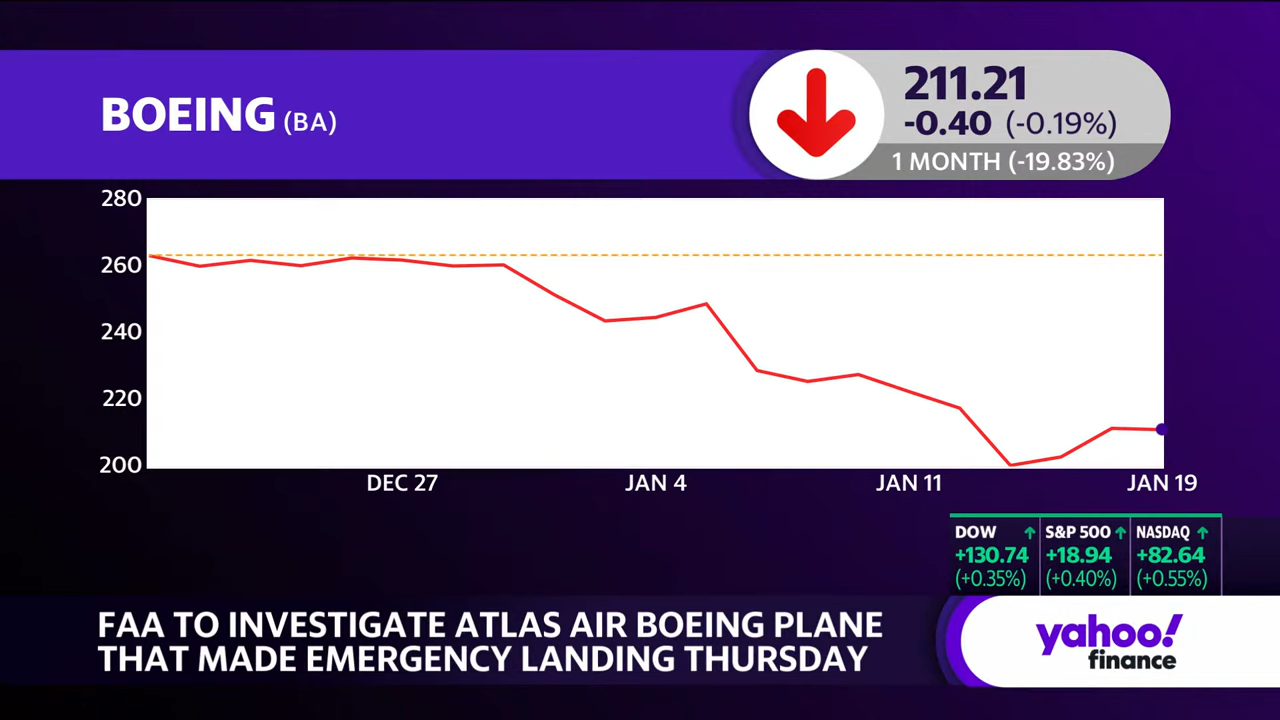 BOEING (BA)
211.21
-0.40 (-0.19%)
1 MONTH (-19.83%)
280
260
240
220
200
DEC 27
JAN 4
JAN 11
JAN 19
DOW
+130.74
(+0.35%)
S&P 500
+18.94
(+0.40%)
NASDAQ
+82.64
(+0.55%)
FAA TO INVESTIGATE ATLAS AIR BOEING PLANE
THAT MADE EMERGENCY LANDING THURSDAY
yahoo!
finance